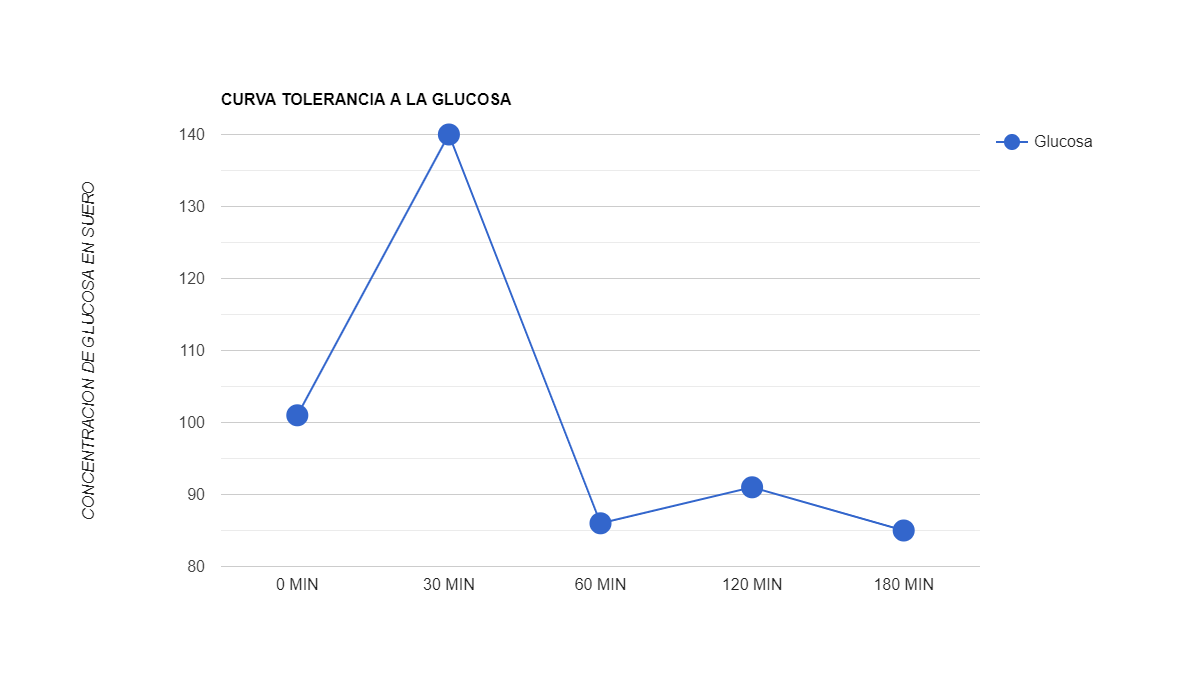 CURVA TOLERANCIA A LA GLUCOSA
Glucosa
CONCENTRACION DE GLUCOSA EN SUERO
140
130
120
110
100
90
80
0 MIN
30 MIN
60 MIN
120 MIN
180 MIN